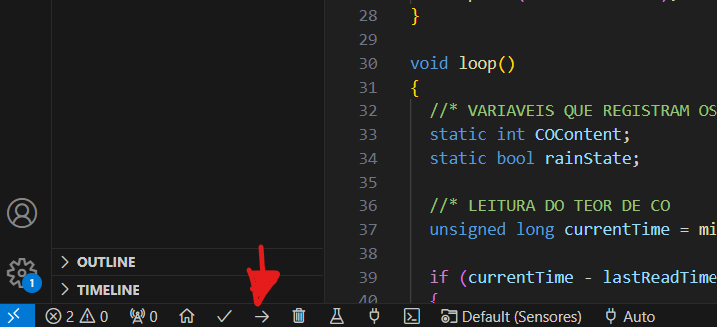 28 }
29
30 void loop()
31 {
32 //* VARIAVEIS QUE REGISTRAM OS
33 static int COContent;
34 static bool rainState;
35
36 //* LEITURA DO TEOR DE CO
37 unsigned long currentTime = mi
38
39 if (currentTime - lastReadTime
40 {
1
OUTLINE
TIMELINE
2 0 0 Default (Sensores) Auto